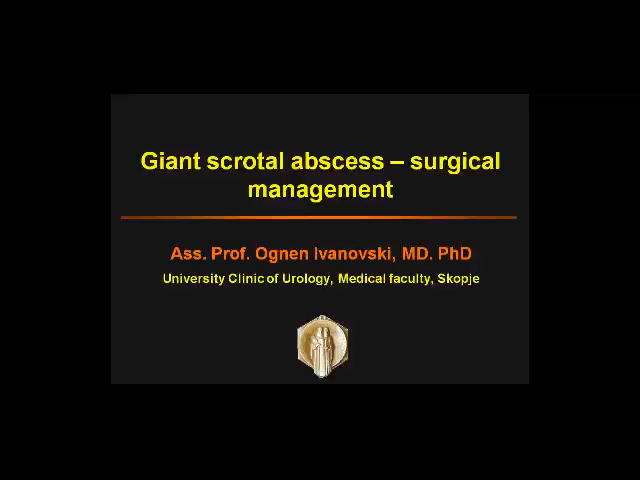 Giant scrotal abscess – surgical
management
Ass. Prof. Ognen Ivanovski, MD. PhD
University Clinic of Urology, Medical faculty, Skopje